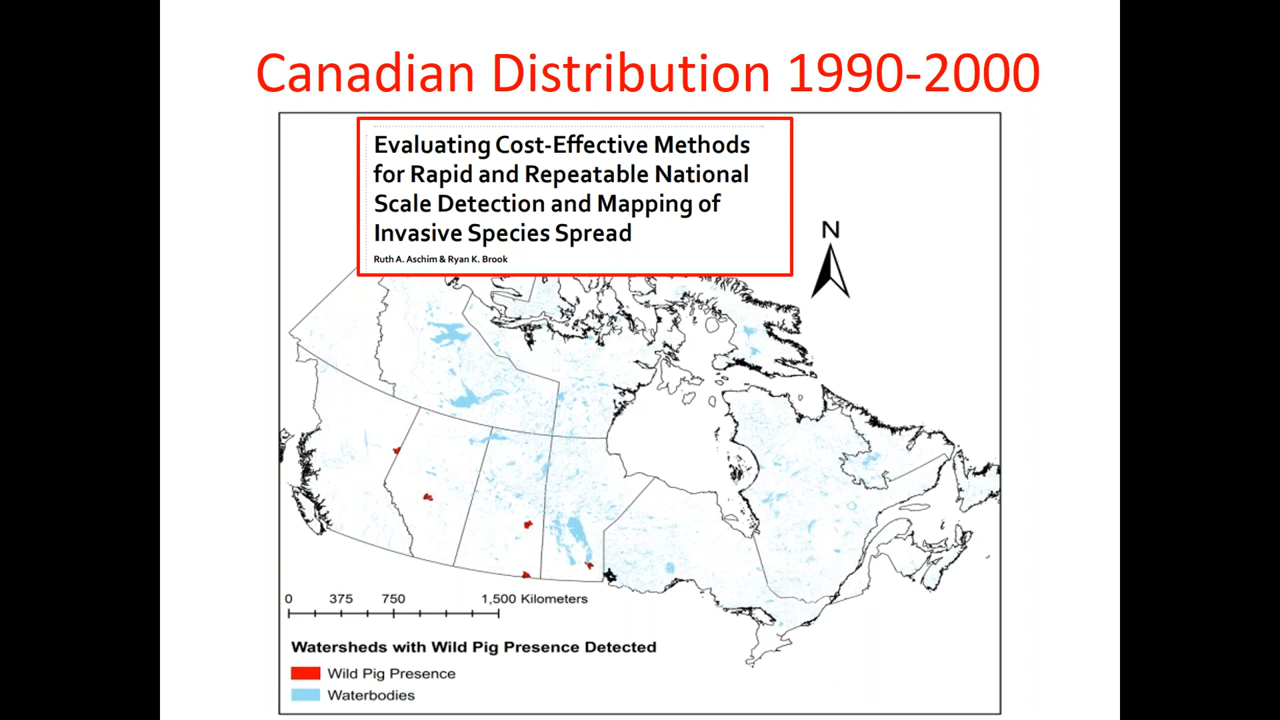 Canadian Distribution 1990-2000
Evaluating Cost-Effective Methods
for Rapid and Repeatable National
Scale Detection and Mapping of
Invasive Species Spread
Ruth A. Aschim & Ryan K. Brook
N
0 375 750 1,500 Kilometers
Watersheds with Wild Pig Presence Detected
Wild Pig Presence
Waterbodies